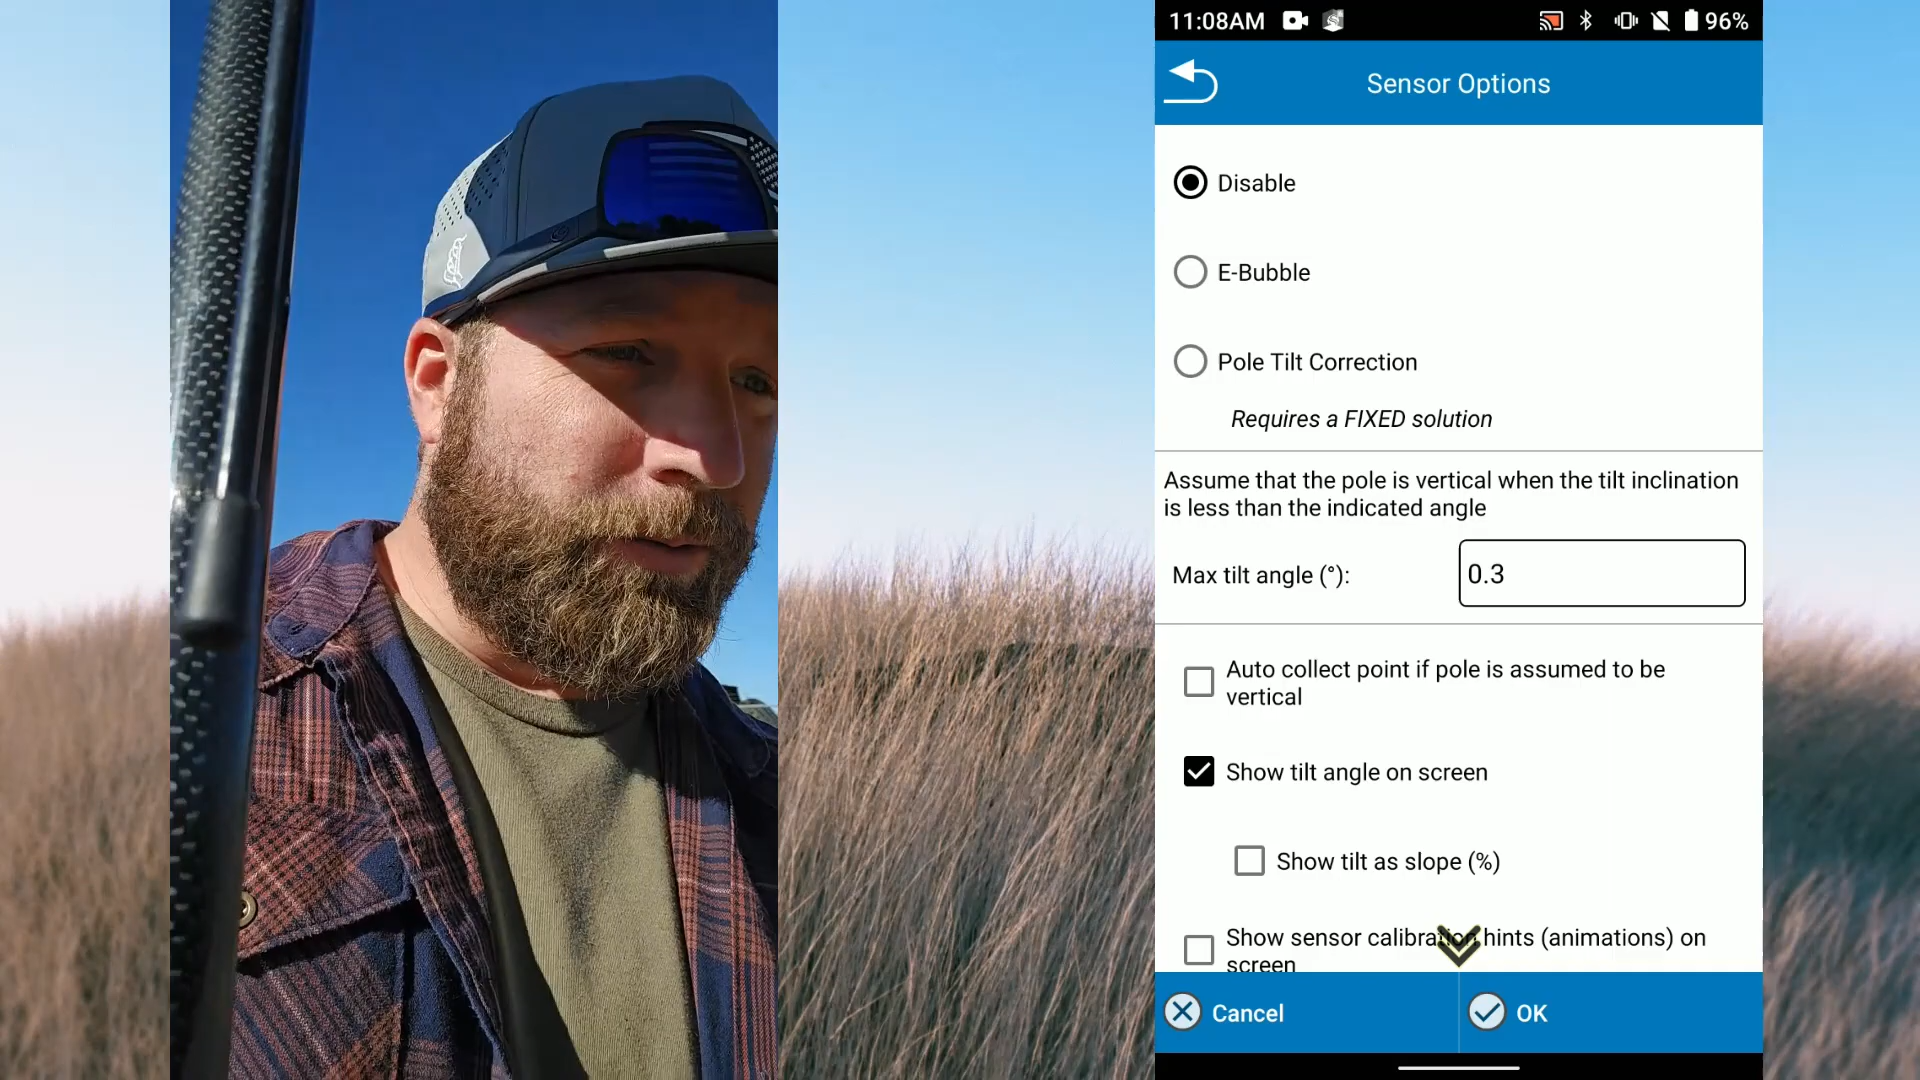 11:08AM
96%
Sensor Options
Disable
E-Bubble
Pole Tilt Correction
Requires a FIXED solution
Assume that the pole is vertical when the tilt inclination
is less than the indicated angle
Max tilt angle (°):
0.3
Auto collect point if pole is assumed to be
vertical
Show tilt angle on screen
Show tilt as slope (%)
Show sensor calibration hints (animations) on
screen
Cancel
OK